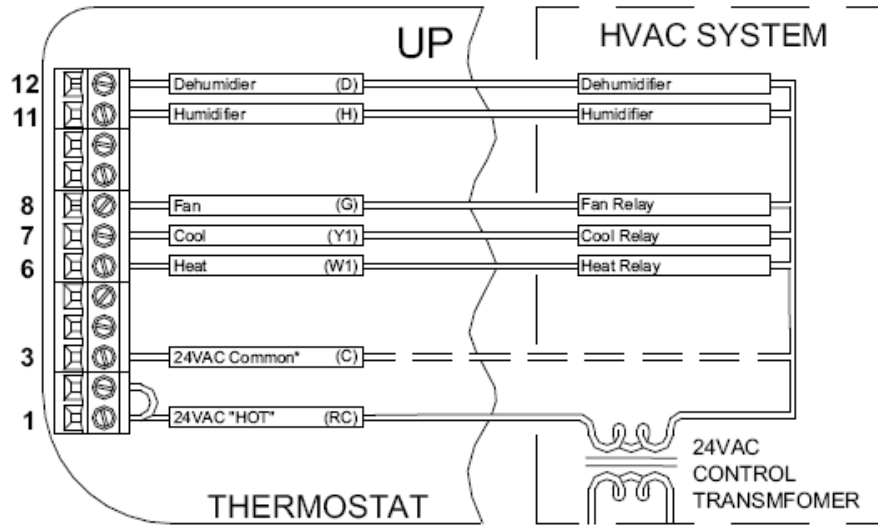 UP
HVAC SYSTEM
12 Dehumidier (D) Dehumidifier
11 Humidifier (H) Humidifier
8 Fan (G) Fan Relay
7 Cool (Y1) Cool Relay
6 Heat (W1) Heat Relay
3 24VAC Common* (C)
1 24VAC "HOT" (RC)
24VAC
CONTROL
TRANSMFOMER
THERMOSTAT